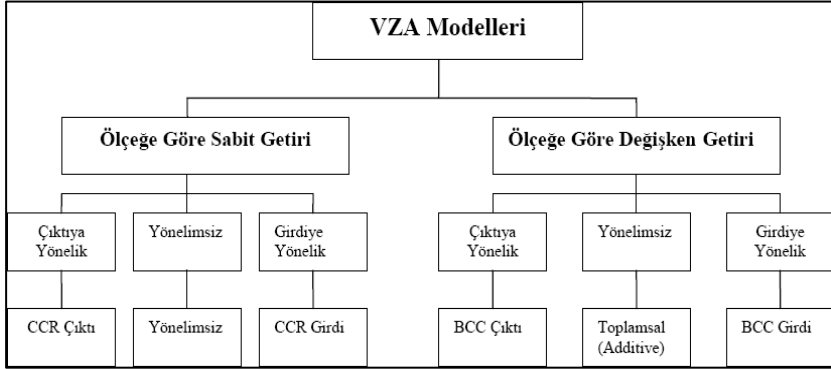 VZA Modelleri
Ölçeğe Göre Sabit Getiri
Ölçeğe Göre Değişken Getiri
Çıktıya
Yönelik
Yönelimsiz
Girdiye
Yönelik
Çıktıya
Yönelik
Yönelimsiz
Girdiye
Yönelik
CCR Çıktı
Yönelimsiz
CCR Girdi
BCC Çıktı
Toplamsal
(Additive)
BCC Girdi